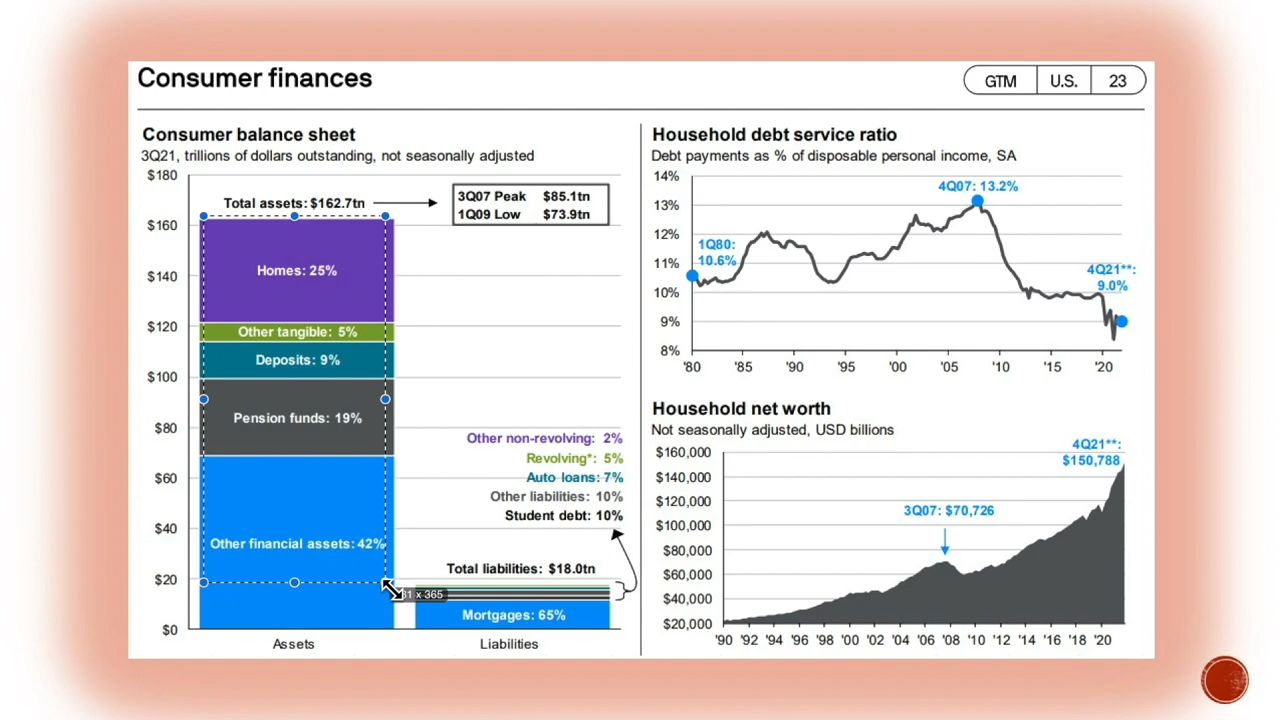 Consumer finances
GTM U.S. 23
Consumer balance sheet
3Q21, trillions of dollars outstanding, not seasonally adjusted
$180
$160
$140
$120
$100
$80
$60
$40
$20
$0
Total assets: $162.7tn
3Q07 Peak $85.1tn
1Q09 Low $73.9tn
Homes: 25%
Other tangible: 5%
Deposits: 9%
Pension funds: 19%
Other financial assets: 42%
Other non-revolving: 2%
Revolving*: 5%
Auto loans: 7%
Other liabilities: 10%
Student debt: 10%
Total liabilities: $18.0tn
x 365
Mortgages: 65%
Assets Liabilities
Household debt service ratio
Debt payments as % of disposable personal income, SA
14%
13%
12%
11%
10%
9%
8%
1Q80:
10.6%
4Q07: 13.2%
4Q21**:
9.0%
'80 '85 '90 '95 '00 '05 '10 '15 '20
Household net worth
Not seasonally adjusted, USD billions
$160,000
$140,000
$120,000
$100,000
$80,000
$60,000
$40,000
$20,000
3Q07: $70,726
4Q21**:
$150,788
'90 '92 '94 '96 '98 '00 '02 '04 '06 '08 '10 '12 '14 '16 '18 '20